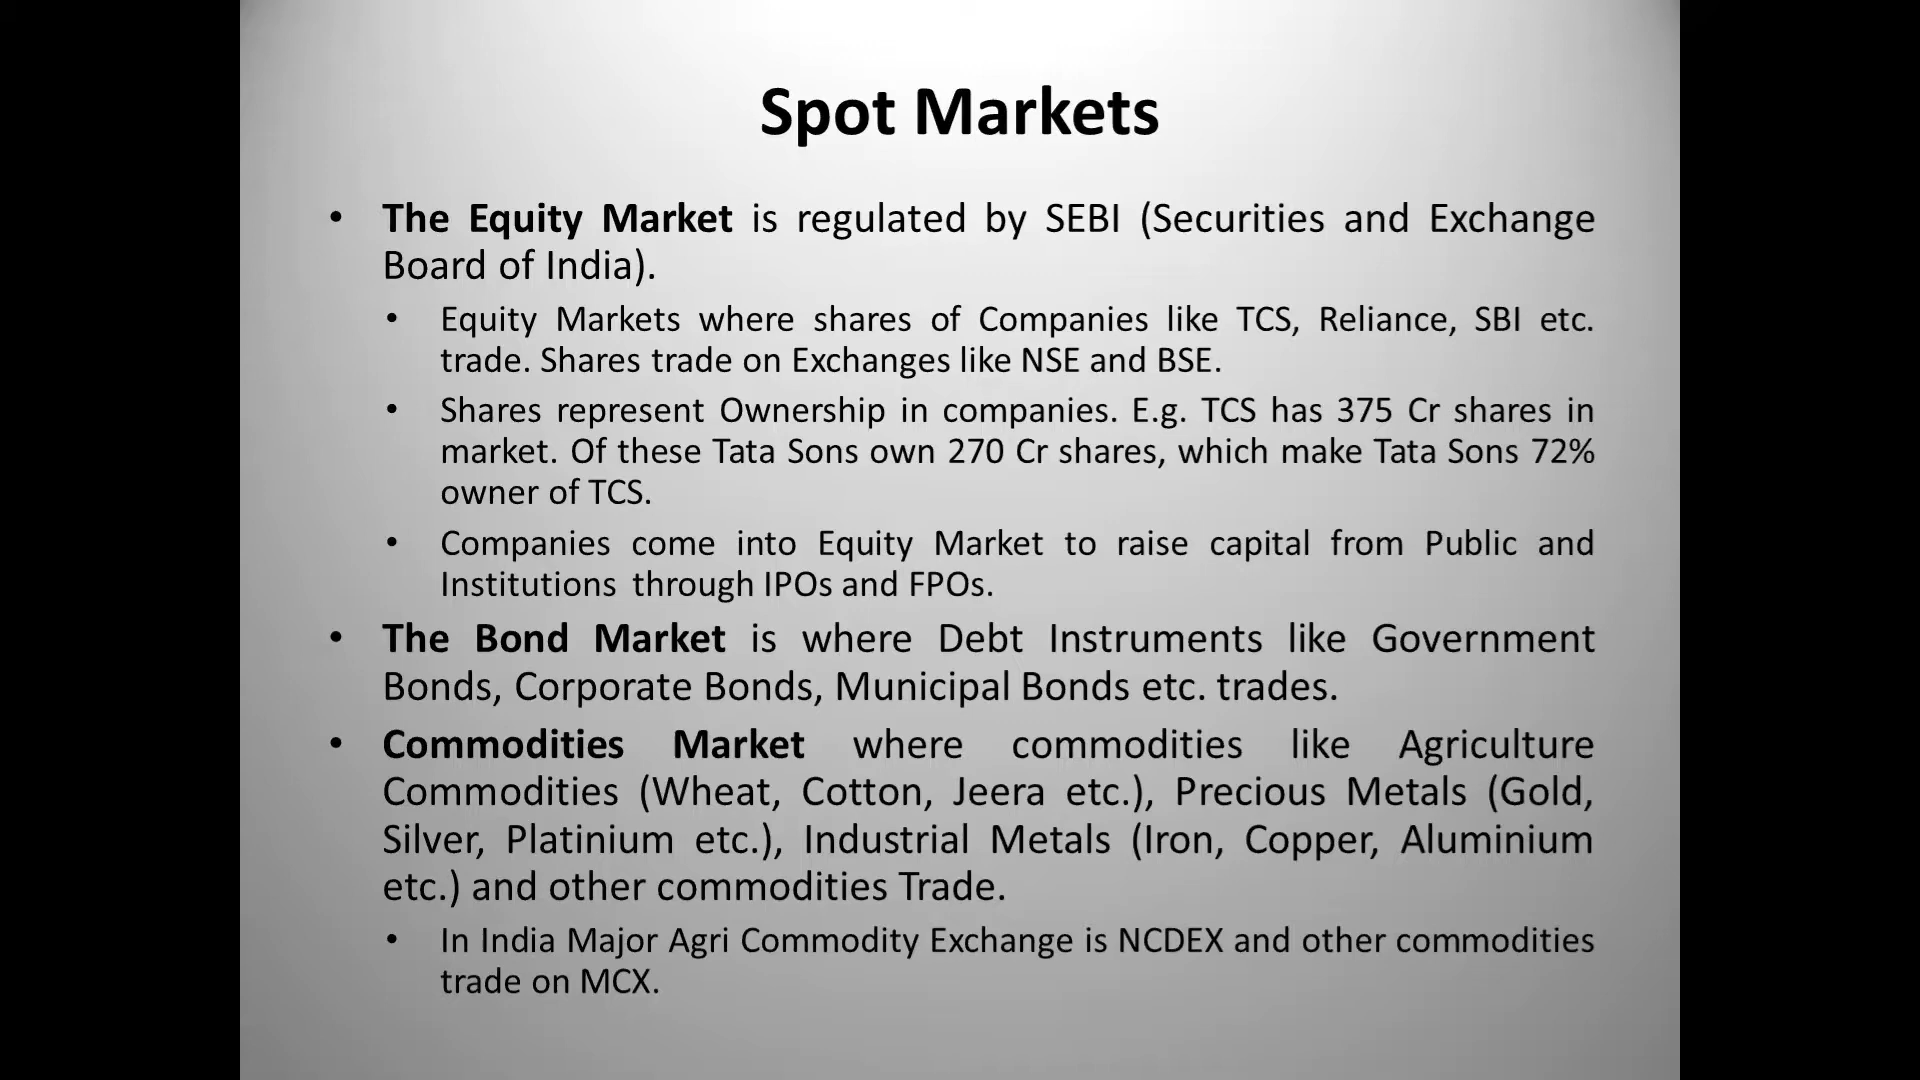 Spot Markets
• The Equity Market is regulated by SEBI (Securities and Exchange
Board of India).
• Equity Markets where shares of Companies like TCS, Reliance, SBI etc.
trade. Shares trade on Exchanges like NSE and BSE.
• Shares represent Ownership in companies. E.g. TCS has 375 Cr shares in
market. Of these Tata Sons own 270 Cr shares, which make Tata Sons 72%
owner of TCS.
• Companies come into Equity Market to raise capital from Public and
Institutions through IPOs and FPOs.
• The Bond Market is where Debt Instruments like Government
Bonds, Corporate Bonds, Municipal Bonds etc. trades.
• Commodities Market where commodities like Agriculture
Commodities (Wheat, Cotton, Jeera etc.), Precious Metals (Gold,
Silver, Platinium etc.), Industrial Metals (Iron, Copper, Aluminium
etc.) and other commodities Trade.
• In India Major Agri Commodity Exchange is NCDEX and other commodities
trade on MCX.